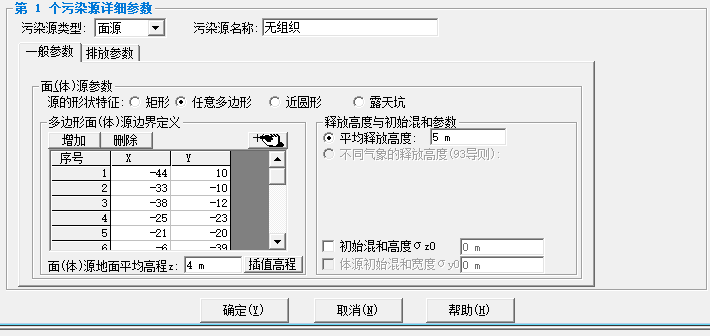 第 1 个污染源详细参数
污染源类型: 面源 污染源名称: 无组织
一般参数 排放参数
面(体)源参数
源的形状特征: 矩形 任意多边形 近圆形 露天坑
多边形面(体)源边界定义
增加 删除
序号 X Y
1 -44 10
2 -33 -10
3 -38 -12
4 -25 -23
5 -21 -20
6 -6 -39
面(体)源地面平均高程z: 4 m 插值高程
释放高度与初始混和参数
平均释放高度: 5 m
不同气象的释放高度(93导则):
初始混和高度σz0 0 m
体源初始混和宽度σy0 0 m
确定(Y) 取消(N) 帮助(H)